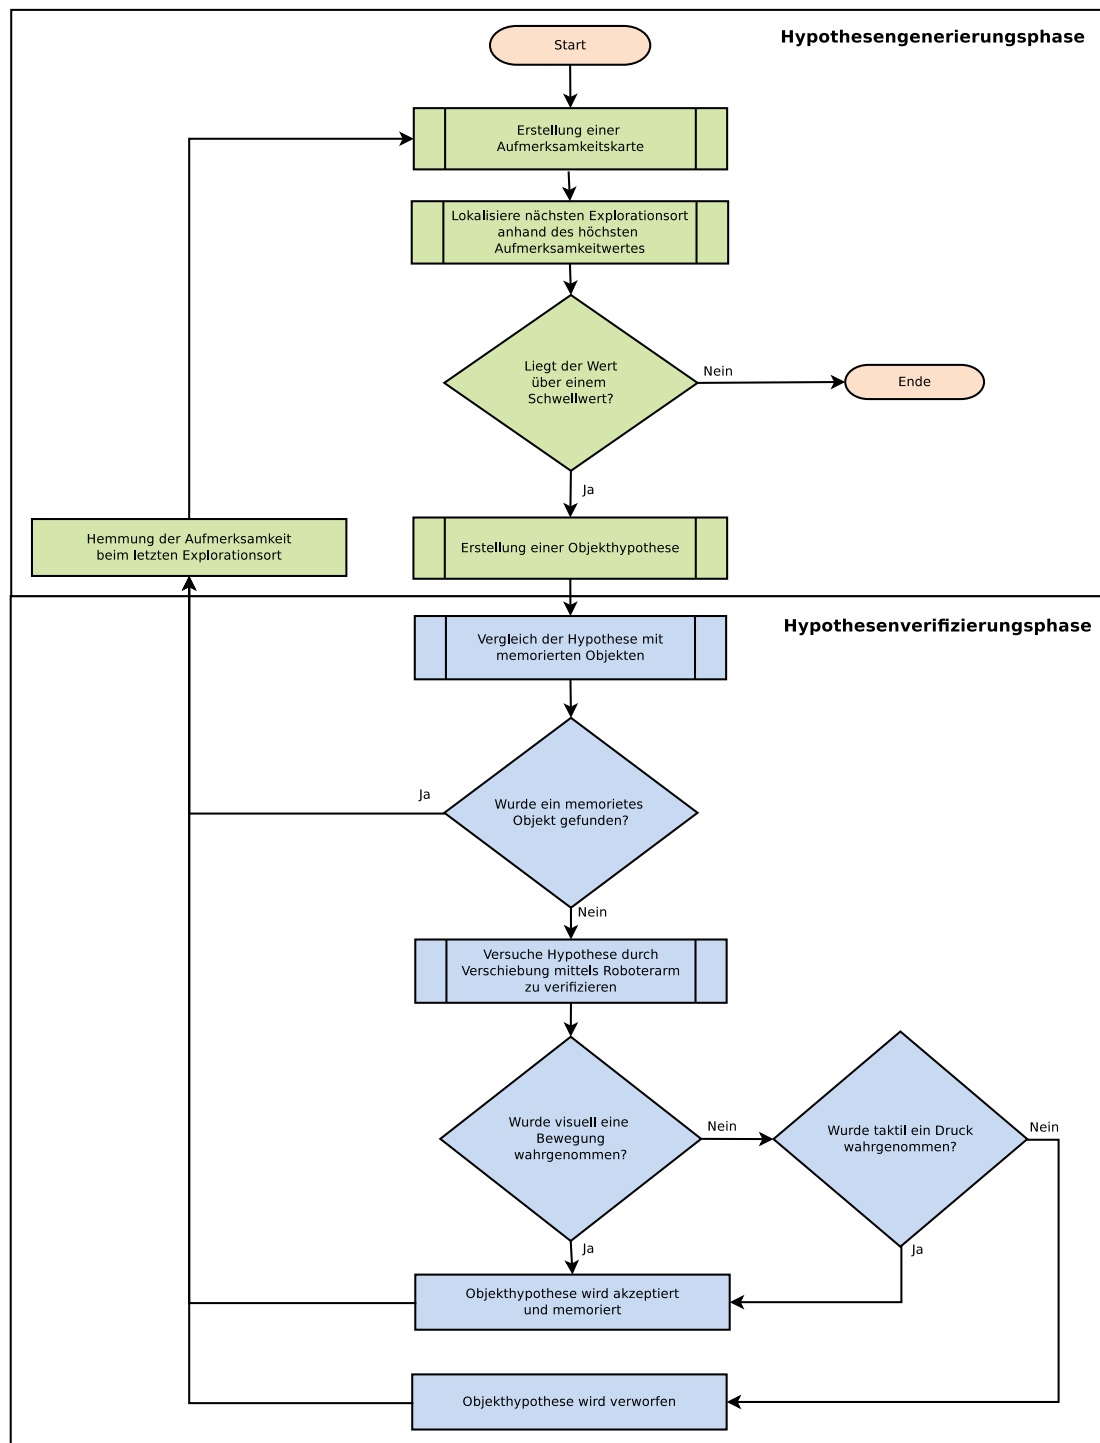 Hypothesengenerierungsphase
Start
Erstellung einer
Aufmerksamkeitskarte
Lokalisiere nächsten Explorationsort
anhand des höchsten
Aufmerksamkeitwertes
Liegt der Wert
über einem
Schwellwert?
Nein
Ende
Ja
Hemmung der Aufmerksamkeit
beim letzten Explorationsort
Erstellung einer Objekthypothese
Hypothesenverifizierungsphase
Vergleich der Hypothese mit
memorierten Objekten
Ja
Wurde ein memorietes
Objekt gefunden?
Nein
Versuche Hypothese durch
Verschiebung mittels Roboterarm
zu verifizieren
Wurde visuell eine
Bewegung
wahrgenommen?
Nein
Wurde taktil ein Druck
wahrgenommen?
Nein
Ja
Ja
Objekthypothese wird akzeptiert
und memoriert
Objekthypothese wird verworfen